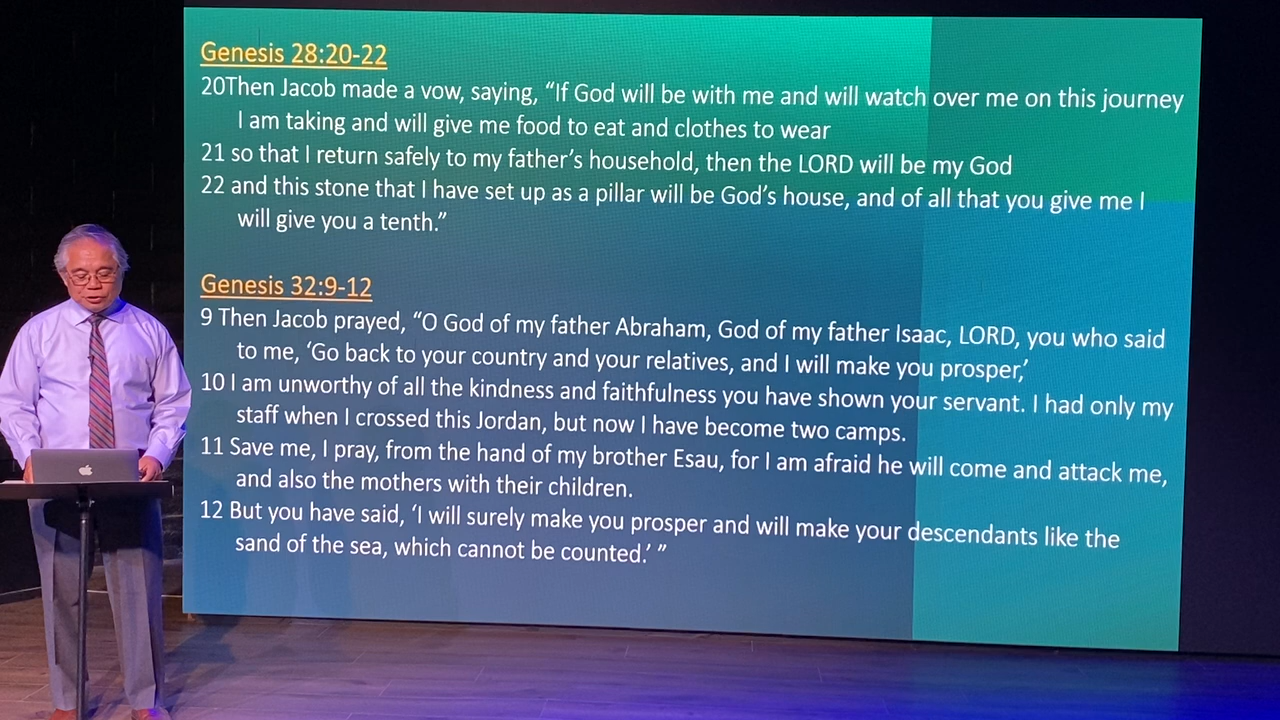 Genesis 28:20-22
20Then Jacob made a vow, saying, “If God will be with me and will watch over me on this journey
I am taking and will give me food to eat and clothes to wear
21 so that I return safely to my father’s household, then the LORD will be my God
22 and this stone that I have set up as a pillar will be God’s house, and of all that you give me I
will give you a tenth.”
Genesis 32:9-12
9 Then Jacob prayed, “O God of my father Abraham, God of my father Isaac, LORD, you who said
to me, ‘Go back to your country and your relatives, and I will make you prosper,’
10 I am unworthy of all the kindness and faithfulness you have shown your servant. I had only my
staff when I crossed this Jordan, but now I have become two camps.
11 Save me, I pray, from the hand of my brother Esau, for I am afraid he will come and attack me,
and also the mothers with their children.
12 But you have said, ‘I will surely make you prosper and will make your descendants like the
sand of the sea, which cannot be counted.’ ”